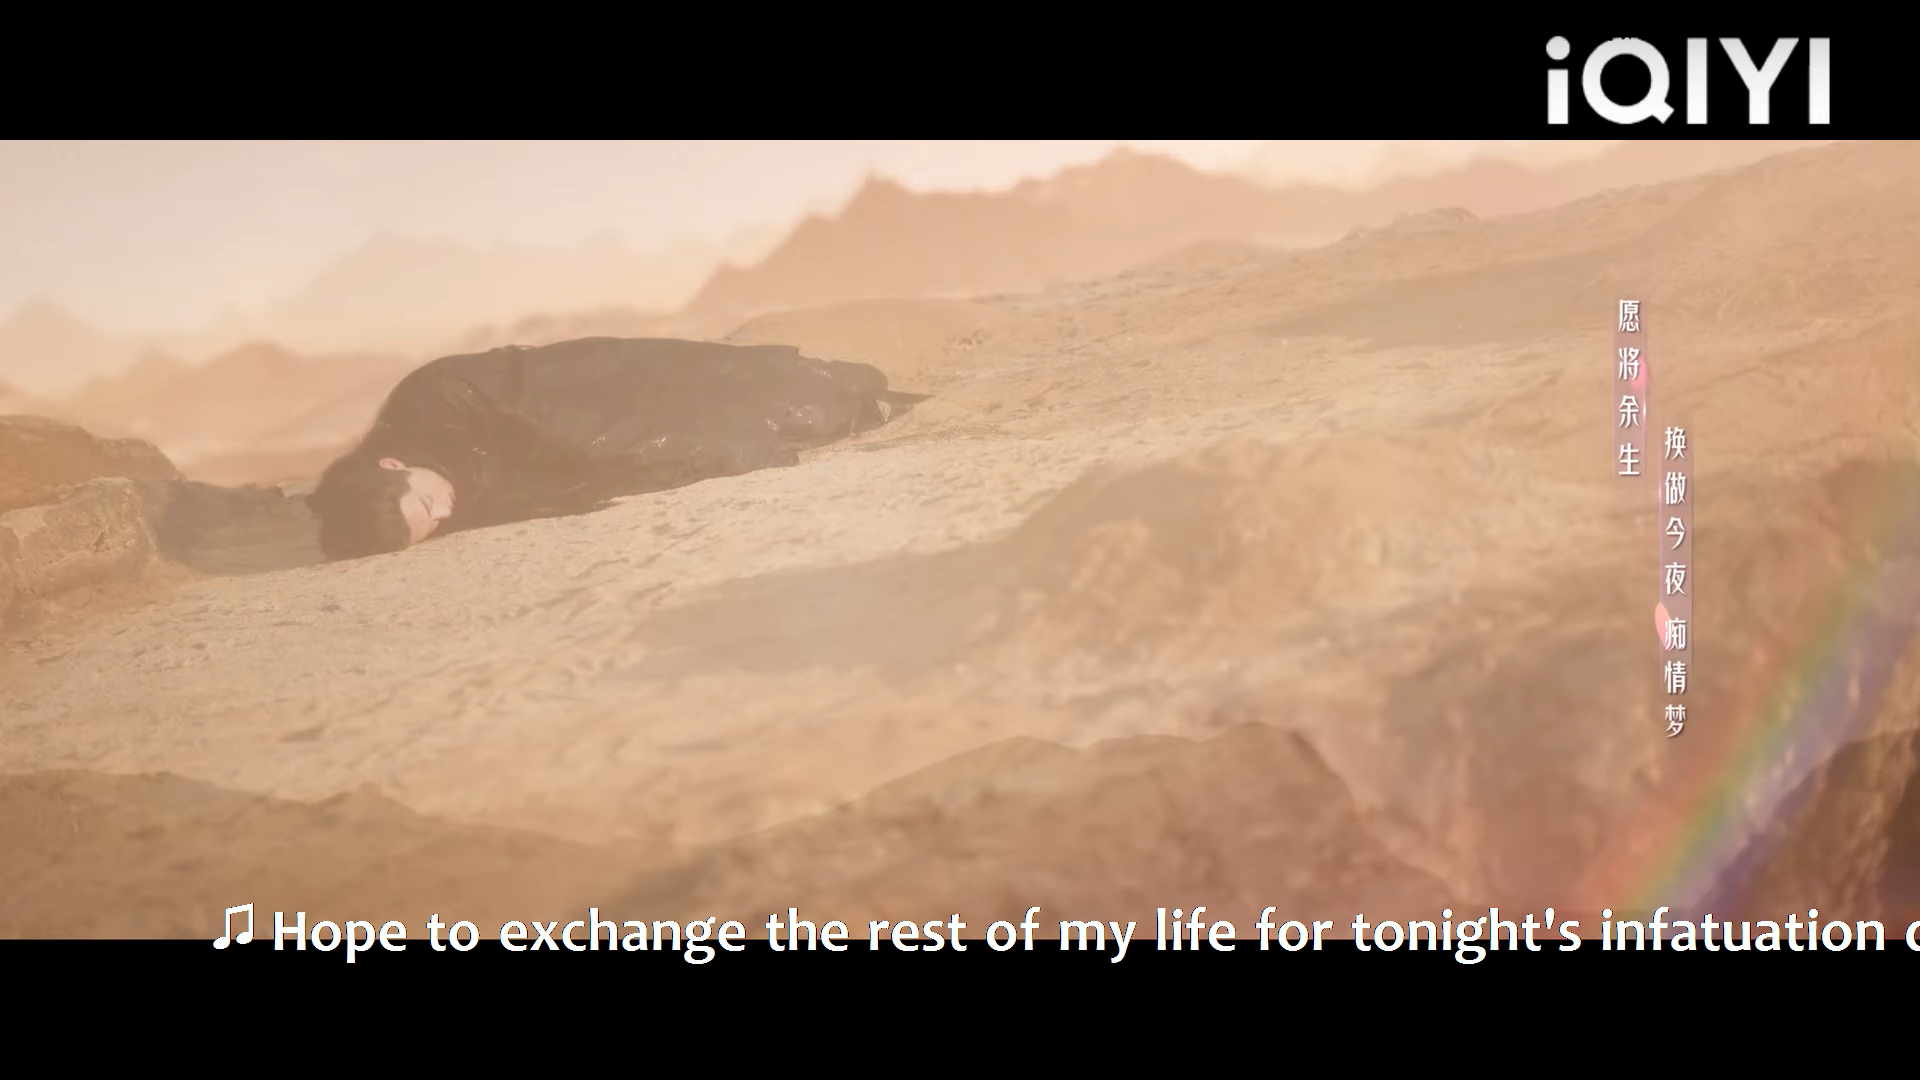 iQIYI
愿将余生
换做今夜 痴情梦
♫ Hope to exchange the rest of my life for tonight's infatuation